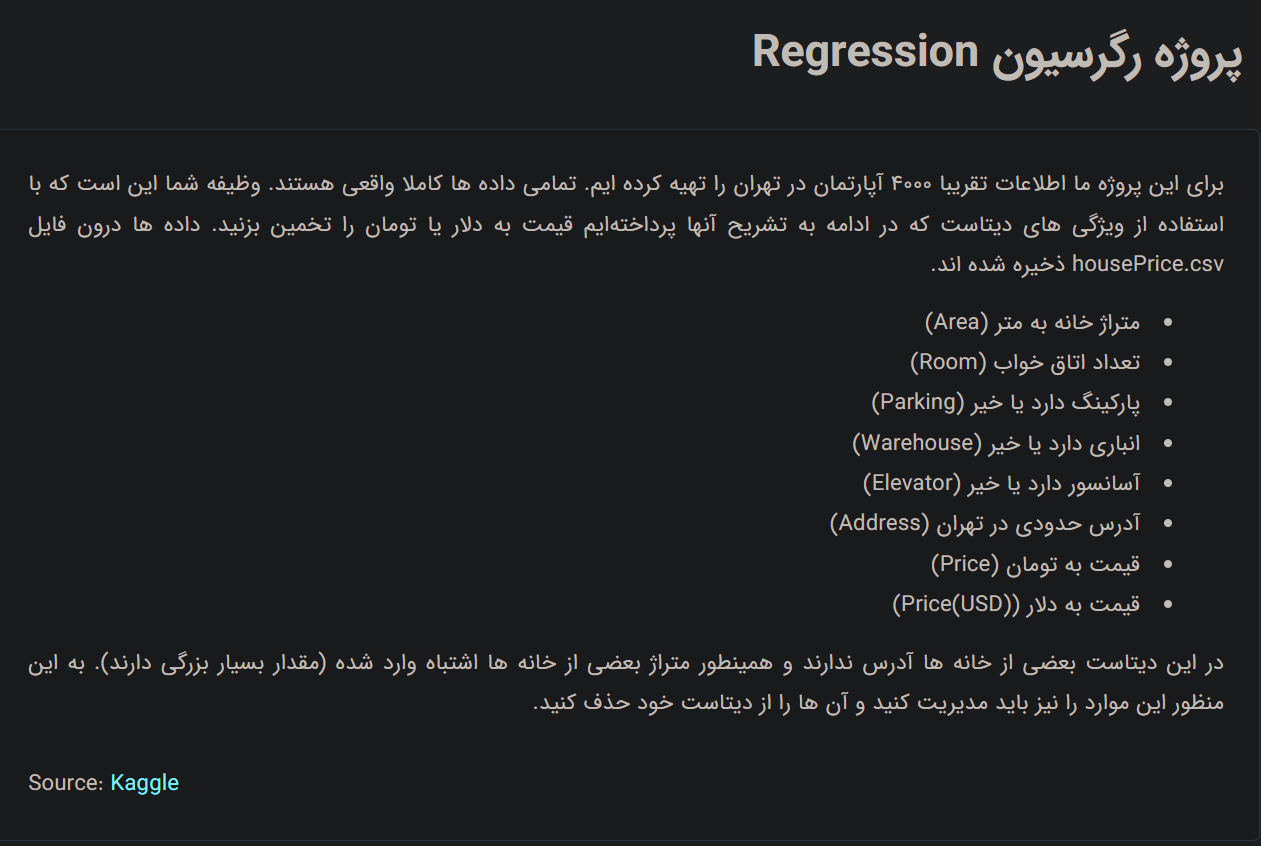 پروژه رگرسیون Regression
برای این پروژه ما اطلاعات تقریبا ۴۰۰۰ آپارتمان در تهران را تهیه کرده ایم. تمامی داده ها کاملا واقعی هستند. وظیفه شما این است که با
استفاده از ویژگی های دیتاست که در ادامه به تشریح آنها پرداخته‌ایم قیمت به دلار یا تومان را تخمین بزنید. داده ها درون فایل
housePrice.csv ذخیره شده اند.
• متراژ خانه به متر (Area)
• تعداد اتاق خواب (Room)
• پارکینگ دارد یا خیر (Parking)
• انباری دارد یا خیر (Warehouse)
• آسانسور دارد یا خیر (Elevator)
• آدرس حدودی در تهران (Address)
• قیمت به تومان (Price)
• قیمت به دلار (Price(USD))
در این دیتاست بعضی از خانه ها آدرس ندارند و همینطور متراژ بعضی از خانه ها اشتباه وارد شده (مقدار بسیار بزرگی دارند). به این
منظور این موارد را نیز باید مدیریت کنید و آن ها را از دیتاست خود حذف کنید.
Source: Kaggle